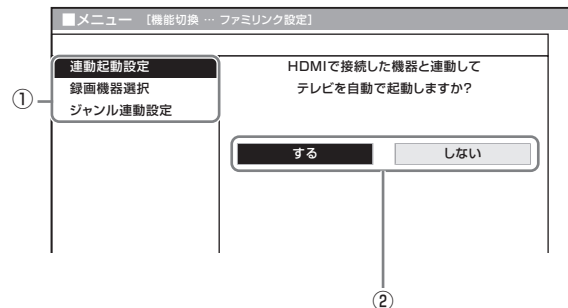 ■メニュー [機能切換 … ファミリンク設定]
連動起動設定
録画機器選択
ジャンル連動設定
①
HDMIで接続した機器と連動して
テレビを自動で起動しますか?
する
しない
②